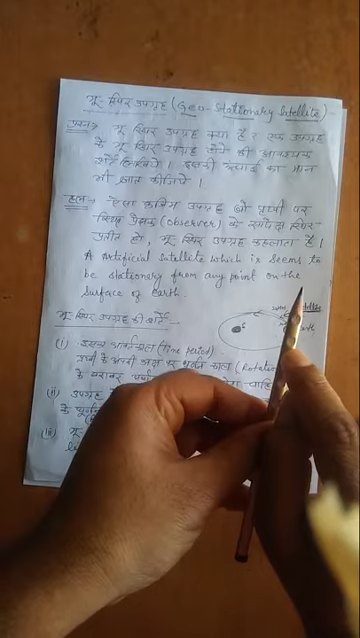 भू-स्थिर उपग्रह (Geo-Stationary Satellite)-
प्रश्न→ भू स्थिर उपग्रह क्या है? एक उपग्रह
के भू स्थिर उपग्रह होने की आवश्यक
शर्तें लिखिये। इसकी ऊंचाई का मान
भी ज्ञात कीजिये।
हल→ ऐसा कृत्रिम उपग्रह जो पृथ्वी पर
स्थित प्रेक्षक (observer) के सापेक्ष स्थिर
प्रतीत हो, भू-स्थिर उपग्रह कहलाता है।
A artificial satellite which is seems to
be stationary from any point on the
surface of earth.
भू-स्थिर उपग्रह की शर्तें-
(i) इसका आवर्तकाल (Time period)
पृथ्वी के अपनी अक्ष पर घूर्णन काल (Rotation
के बराबर
(ii) उपग्रह
के
(iii) भू-